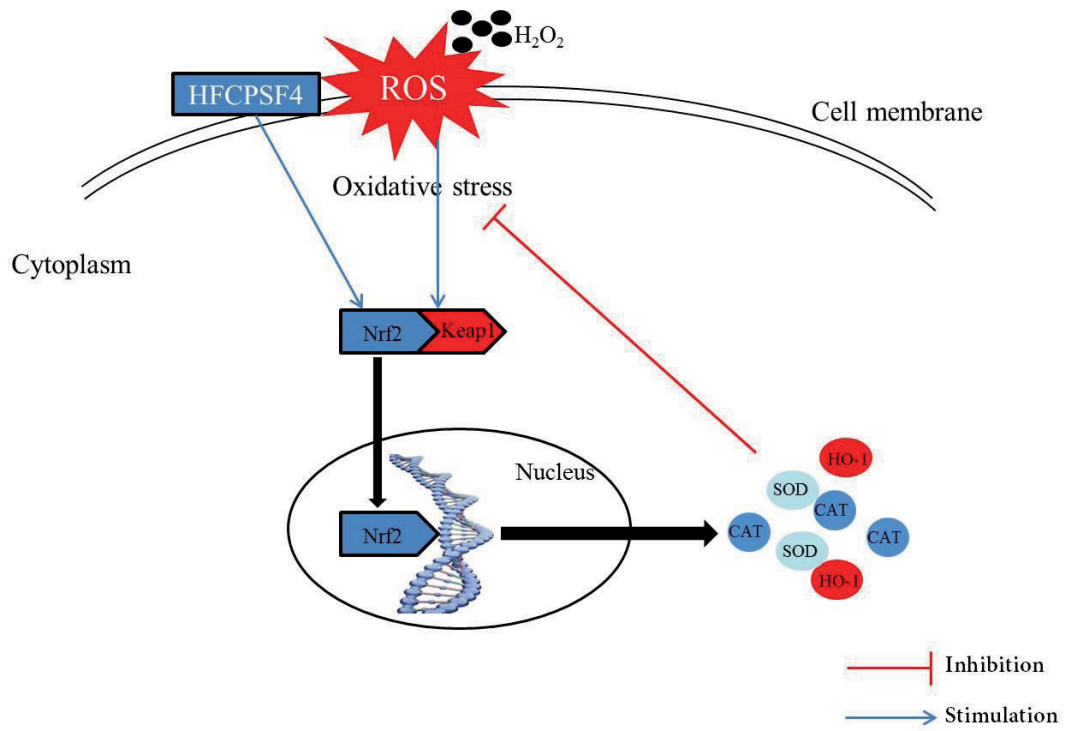 H₂O₂
ROS
HFCPSF4
Cell membrane
Oxidative stress
Cytoplasm
Nrf2
Keap1
Nucleus
HO-1
SOD
CAT
CAT
Nrf2
CAT
SOD
HO-1
Inhibition
Stimulation